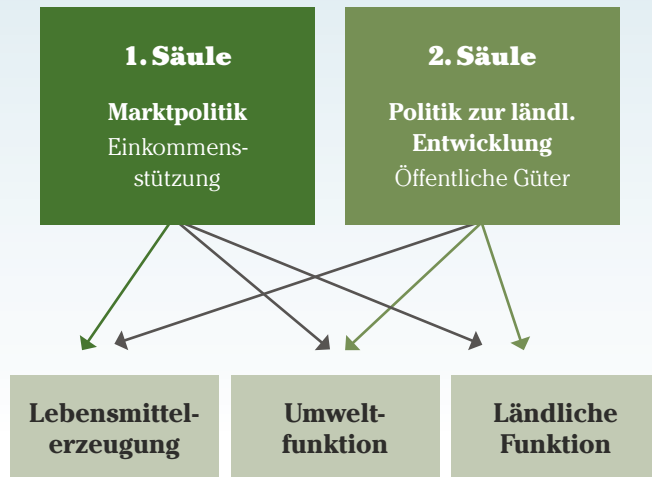 1. Säule
Marktpolitik
Einkommens-
stützung
2. Säule
Politik zur ländl.
Entwicklung
Öffentliche Güter
Lebensmittel-
erzeugung
Umwelt-
funktion
Ländliche
Funktion